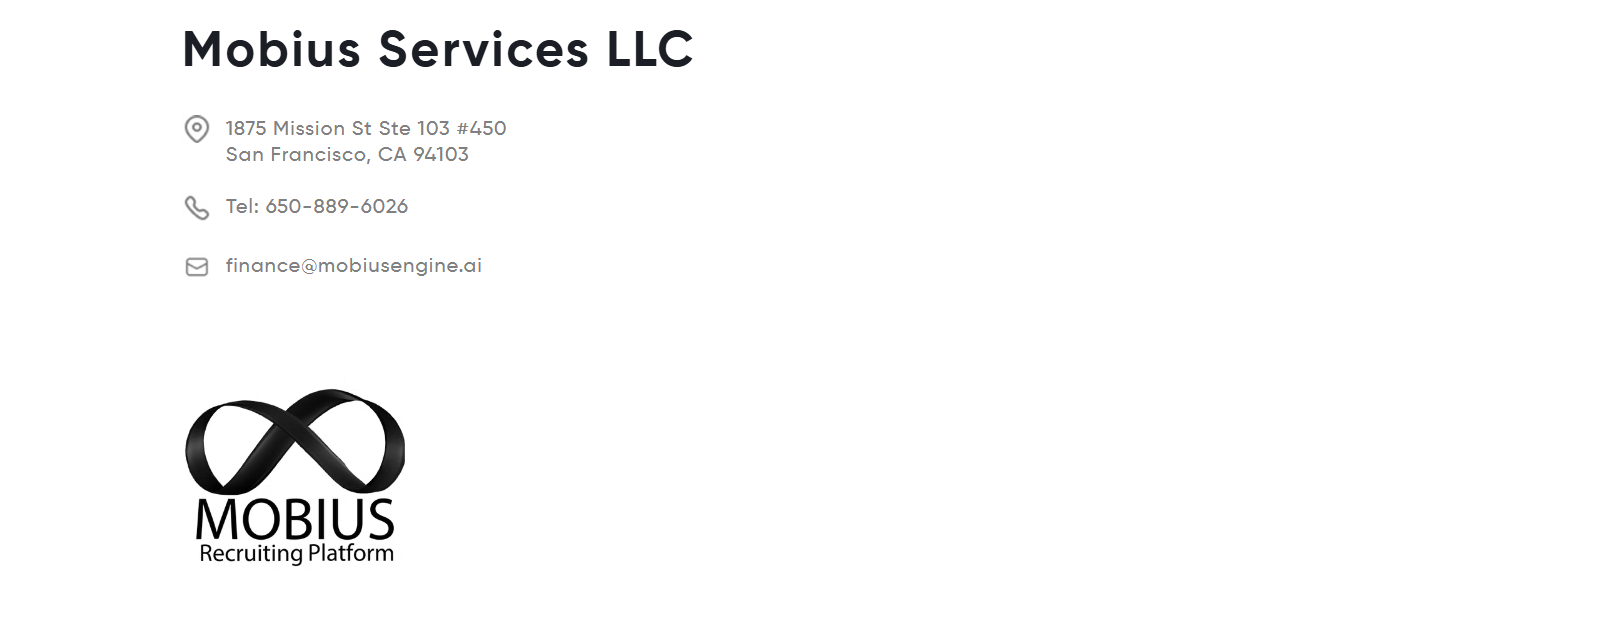 Mobius Services LLC
1875 Mission St Ste 103 #450
San Francisco, CA 94103
Tel: 650-889-6026
finance@mobiusengine.ai
MOBIUS
Recruiting Platform